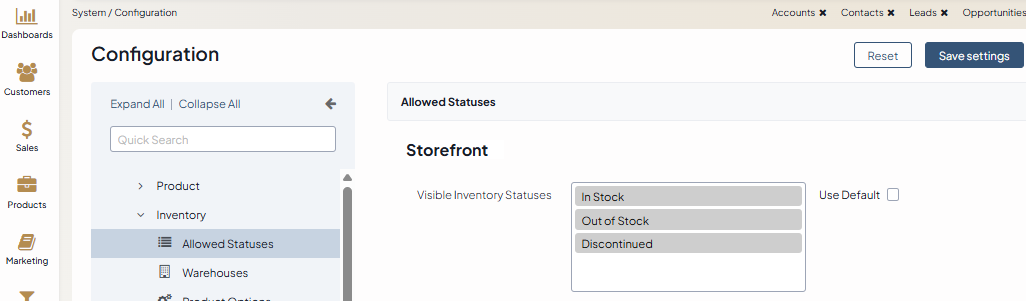 System / Configuration
Accounts ✖ Contacts ✖ Leads ✖ Opportunities
Dashboards
Customers
Sales
Products
Marketing
Configuration
Reset
Save settings
Expand All | Collapse All
Quick Search
Product
Inventory
Allowed Statuses
Warehouses
Product Options
Allowed Statuses
Storefront
Visible Inventory Statuses
In Stock
Out of Stock
Discontinued
Use Default